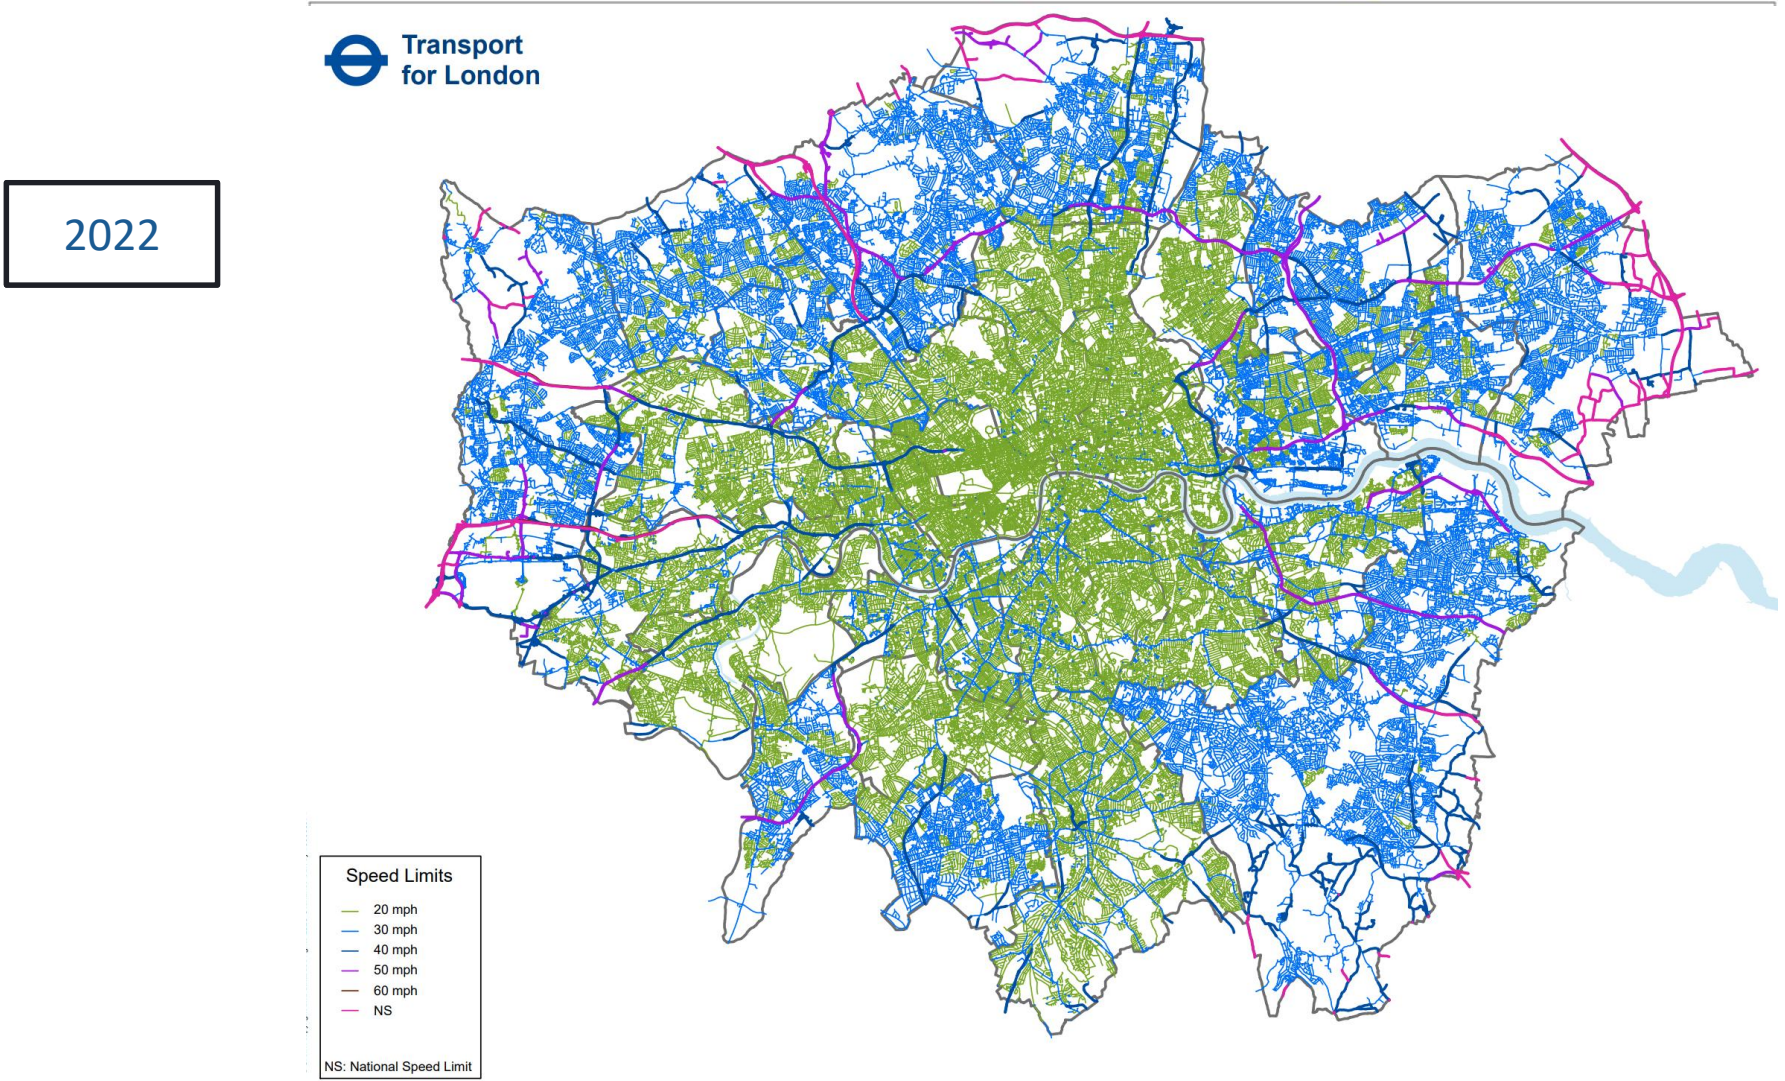 Transport
for London
2022
Speed Limits
20 mph
30 mph
40 mph
50 mph
60 mph
NS
NS: National Speed Limit